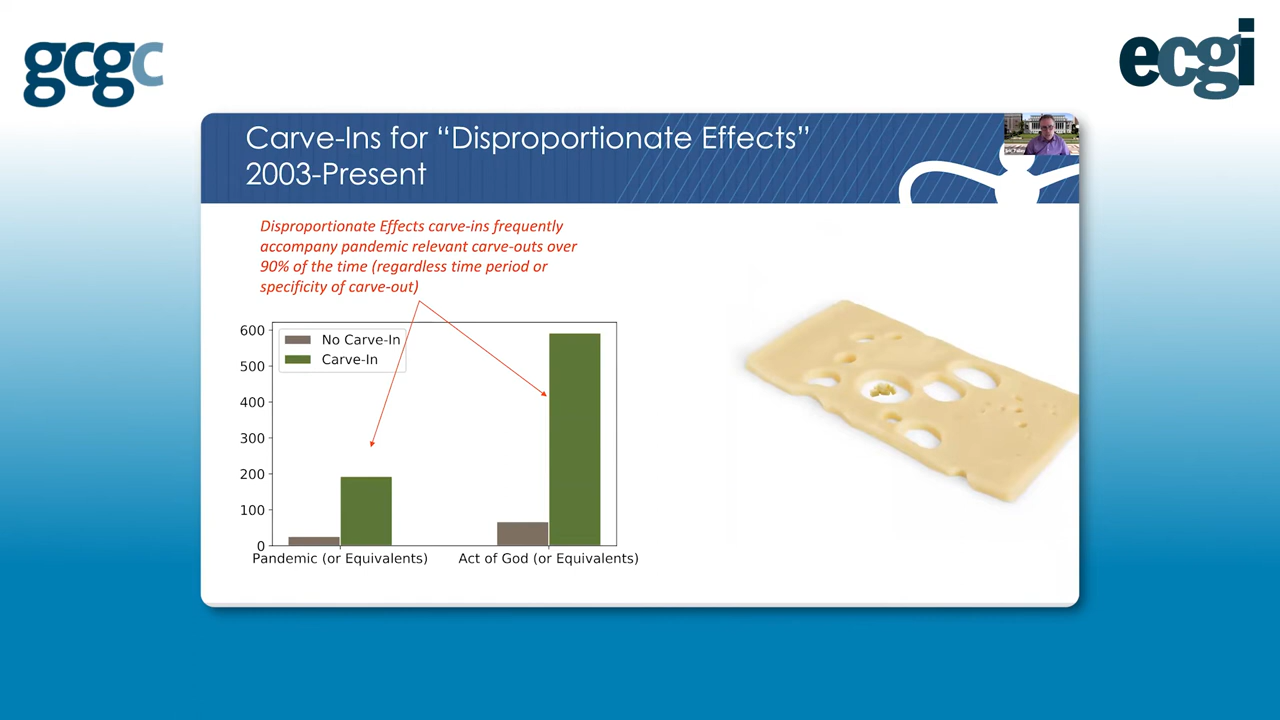 gcgc
ecgi
Carve-Ins for “Disproportionate Effects”
2003-Present
Disproportionate Effects carve-ins frequently
accompany pandemic relevant carve-outs over
90% of the time (regardless time period or
specificity of carve-out)
600
500
400
300
200
100
0
No Carve-In
Carve-In
Pandemic (or Equivalents)
Act of God (or Equivalents)